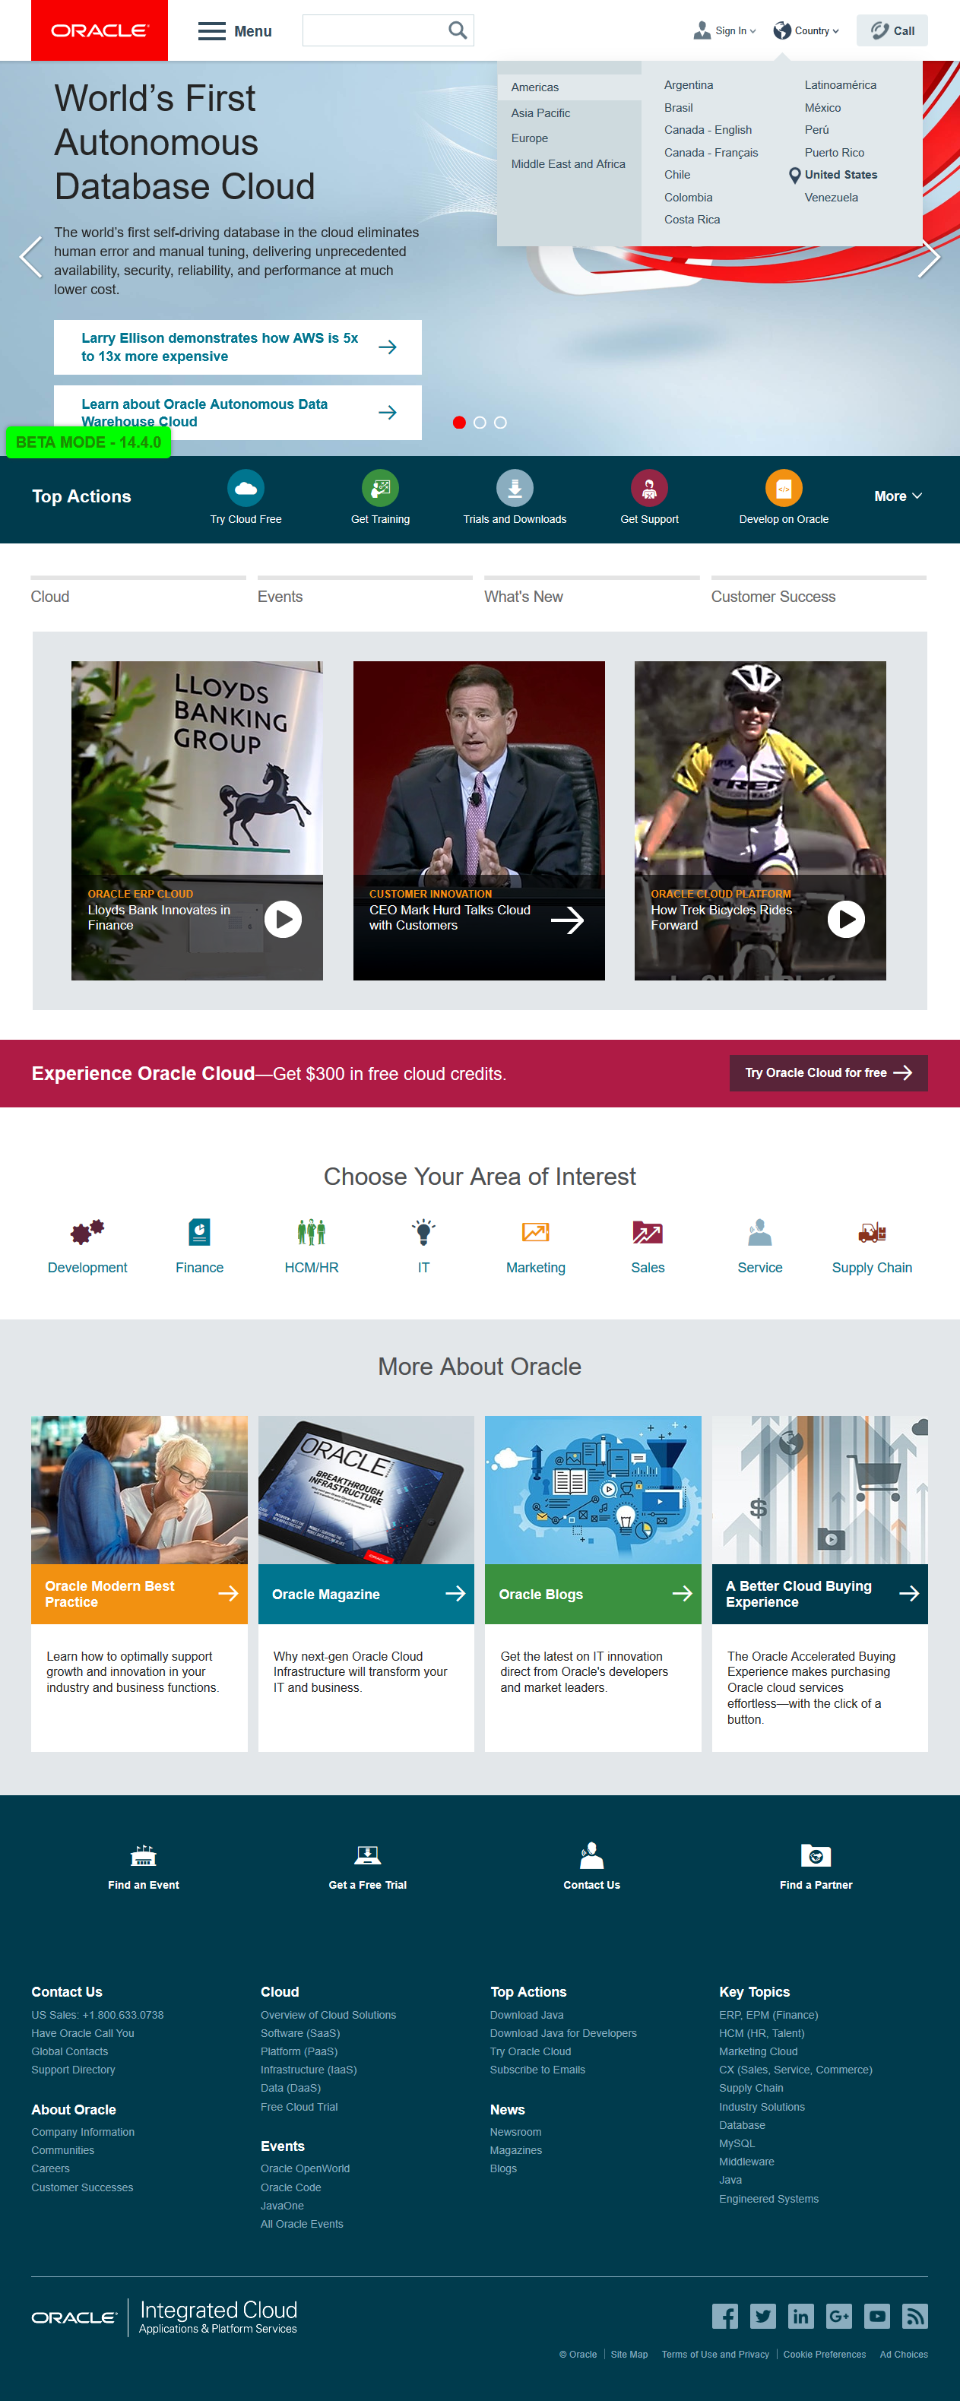 ORACLE
Menu
Sign In
Country
Call
Americas
Asia Pacific
Europe
Middle East and Africa
Argentina
Brasil
Canada - English
Canada - Français
Chile
Colombia
Costa Rica
Latinoamérica
México
Perú
Puerto Rico
United States
Venezuela
World's First
Autonomous
Database Cloud
The world's first self-driving database in the cloud eliminates
human error and manual tuning, delivering unprecedented
availability, security, reliability, and performance at much
lower cost.
Larry Ellison demonstrates how AWS is 5x
to 13x more expensive
Learn about Oracle Autonomous Data
Warehouse Cloud
BETA MODE - 14.4.0
Top Actions
Try Cloud Free
Get Training
Trials and Downloads
Get Support
Develop on Oracle
More
Cloud
Events
What's New
Customer Success
LLOYDS
BANKING
GROUP
ORACLE ERP CLOUD
Lloyds Bank Innovates in
Finance
CUSTOMER INNOVATION
CEO Mark Hurd Talks Cloud
with Customers
TREK
ORACLE CLOUD PLATFORM
How Trek Bicycles Rides
Forward
Experience Oracle Cloud—Get $300 in free cloud credits.
Try Oracle Cloud for free
Choose Your Area of Interest
Development
Finance
HCM/HR
IT
Marketing
Sales
Service
Supply Chain
More About Oracle
ORACLE
BREAKTHROUGH
INFRASTRUCTURE
$
Oracle Modern Best
Practice
Oracle Magazine
Oracle Blogs
A Better Cloud Buying
Experience
Learn how to optimally support
growth and innovation in your
industry and business functions.
Why next-gen Oracle Cloud
Infrastructure will transform your
IT and business.
Get the latest on IT innovation
direct from Oracle's developers
and market leaders.
The Oracle Accelerated Buying
Experience makes purchasing
Oracle cloud services
effortless—with the click of a
button.
Find an Event
Get a Free Trial
Contact Us
Find a Partner
Contact Us
US Sales: +1.800.633.0738
Have Oracle Call You
Global Contacts
Support Directory
About Oracle
Company Information
Communities
Careers
Customer Successes
Cloud
Overview of Cloud Solutions
Software (SaaS)
Platform (PaaS)
Infrastructure (IaaS)
Data (DaaS)
Free Cloud Trial
Events
Oracle OpenWorld
Oracle Code
JavaOne
All Oracle Events
Top Actions
Download Java
Download Java for Developers
Try Oracle Cloud
Subscribe to Emails
News
Newsroom
Magazines
Blogs
Key Topics
ERP, EPM (Finance)
HCM (HR, Talent)
Marketing Cloud
CX (Sales, Service, Commerce)
Supply Chain
Industry Solutions
Database
MySQL
Middleware
Java
Engineered Systems
ORACLE
Integrated Cloud
Applications & Platform Services
© Oracle
Site Map
Terms of Use and Privacy
Cookie Preferences
Ad Choices